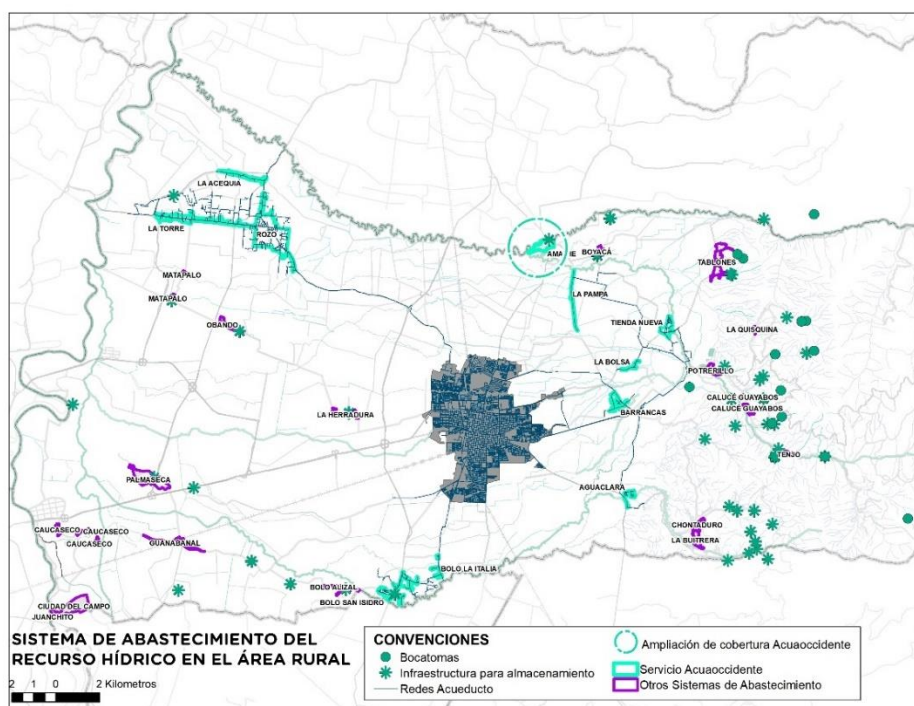 LA ACEQUIA
LA TORRE
ROZO
AMA
BOYACA
TABLONES
MATAPALO
LA PAMPA
MATAPALO
OBANDO
TIENDA NUEVA
LA QUISQUINA
LA BOLSA
POTRERILLO
CALUCE GUAYABOS
CALUCE GUAYABOS
LA HERRADURA
BARRANCAS
TENJO
PALMASECA
AGUACLARA
CAUCASECO
CAUCASECO
CAUCASECO
GUANABANAL
CHONTADURO
LA BUITRERA
BOLO LA ITALIA
BOLO ALIZAL
BOLO SAN ISIDRO
CIUDAD DEL CAMPO
JUANCHITO
SISTEMA DE ABASTECIMIENTO DEL
RECURSO HÍDRICO EN EL ÁREA RURAL
2 1 0 2 Kilometros
CONVENCIONES
Bocatomas
Infraestructura para almacenamiento
Redes Acueducto
Ampliación de cobertura Acuaoccidente
Servicio Acuaoccidente
Otros Sistemas de Abastecimiento